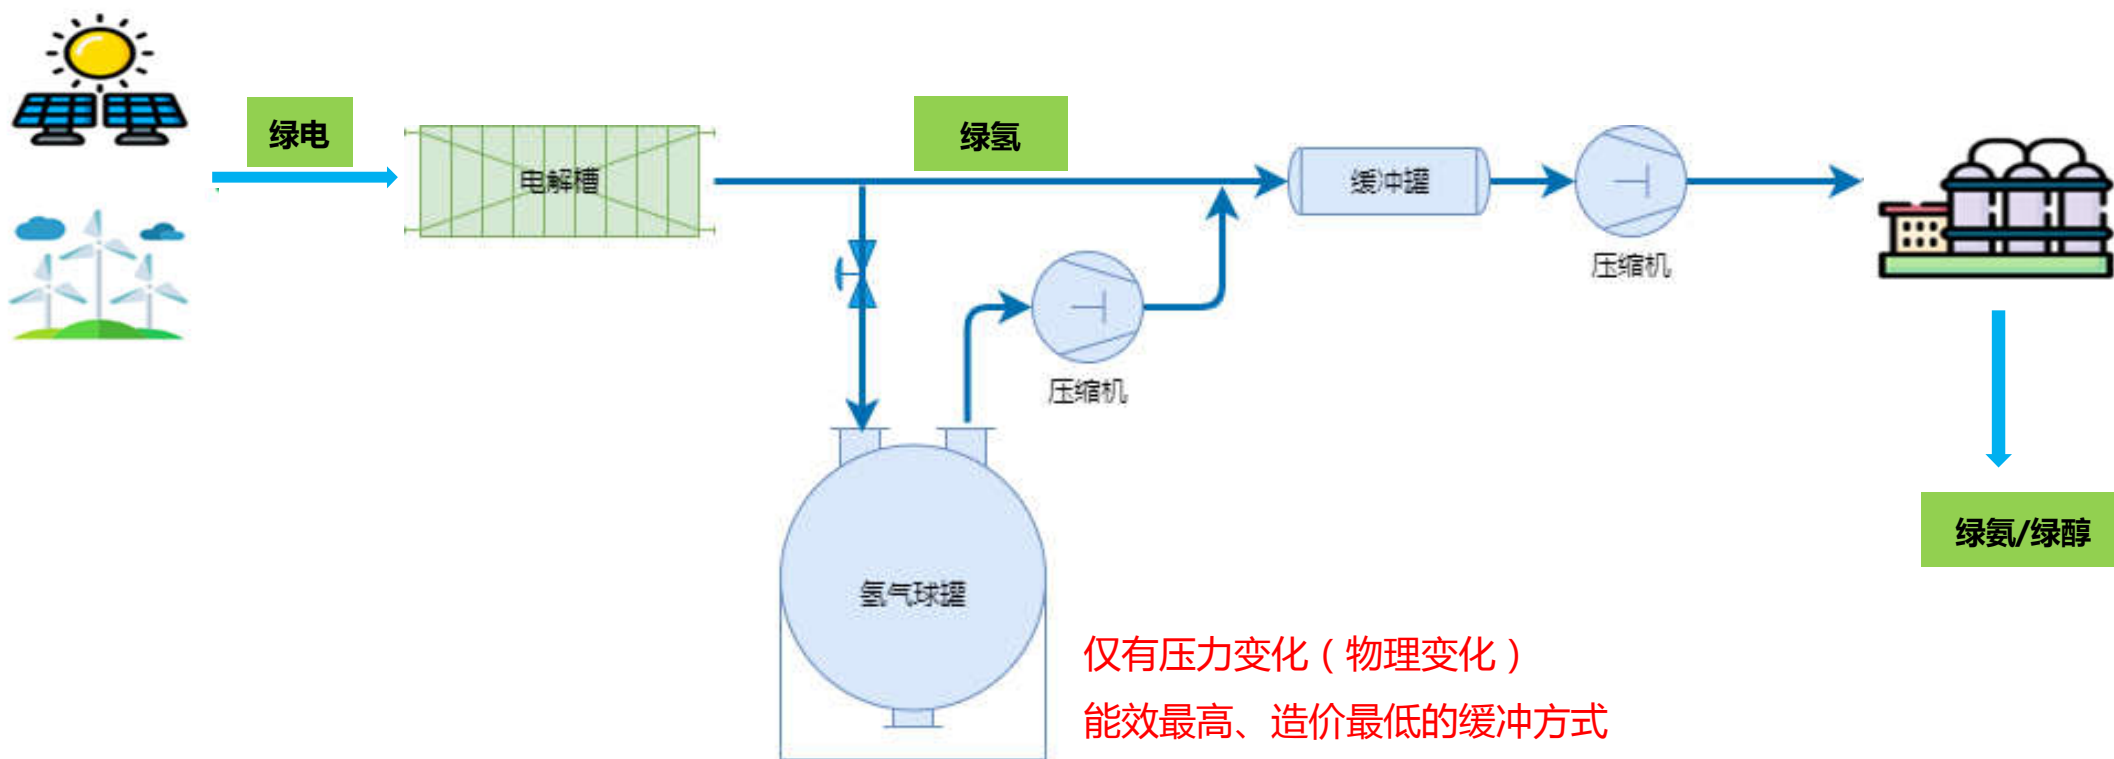 绿电
电解槽
绿氢
缓冲罐
压缩机
压缩机
氢气球罐
绿氨/绿醇
仅有压力变化（物理变化）
能效最高、造价最低的缓冲方式